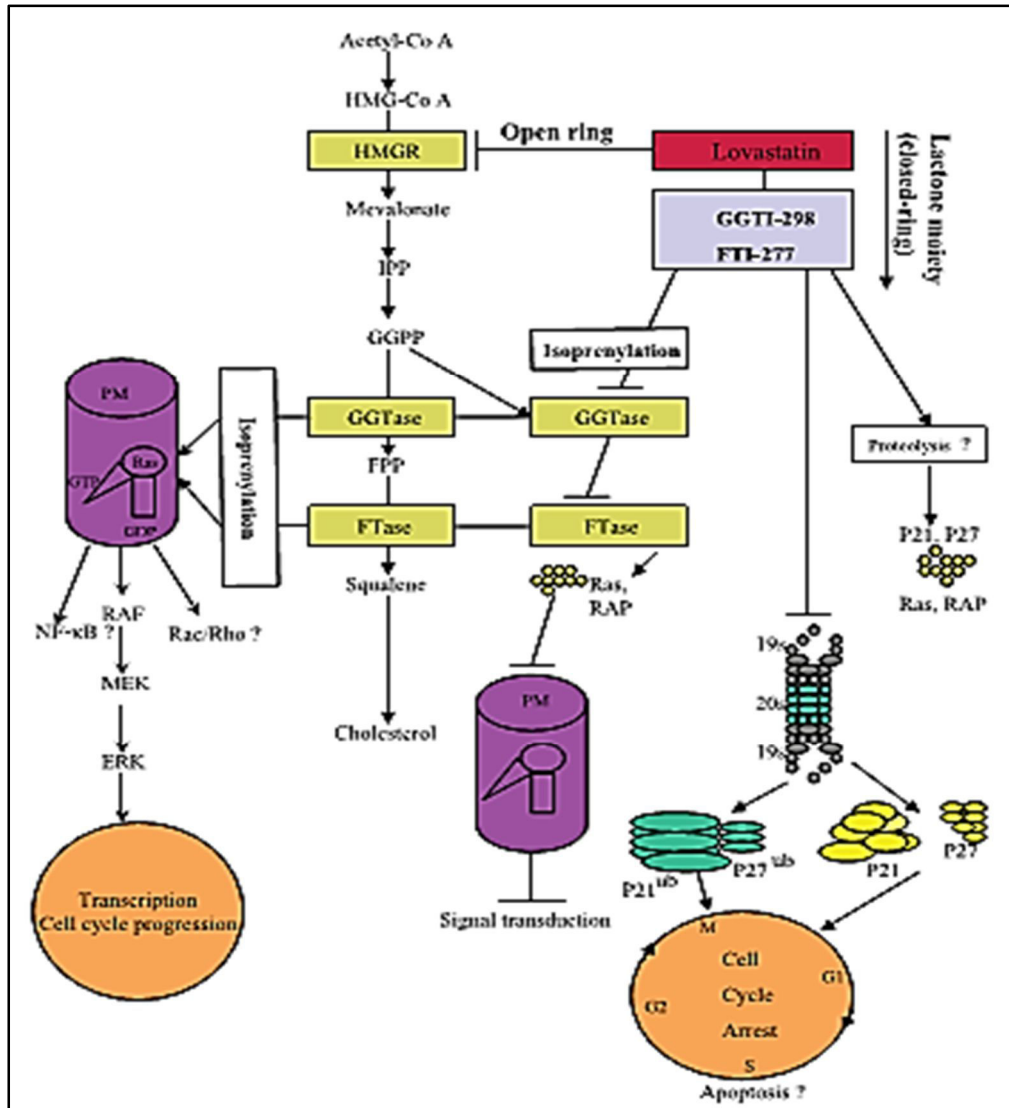 Acetyl-Co A
HMG-Co A
Open ring
HMGR
Lovastatin
Lactone moiety
(closed-ring)
Mevalonate
GGTI-298
FTI-277
IPP
GGPP
Isoprenylation
PM
Isoprenylation
GGTase
GGTase
Ras
GTP
FPP
Proteolysis ?
GDP
FTase
FTase
P21, P27
Squalene
Ras,
RAP
Ras, RAP
RAF
NF-κB ?
Rac/Rho ?
19s
MEK
PM
20s
Cholesterol
19s
ERK
P21
P27
P21ub
P27ub
Transcription
Cell cycle progression
Signal transduction
M
Cell
G1
Cycle
G2
Arrest
S
Apoptosis ?